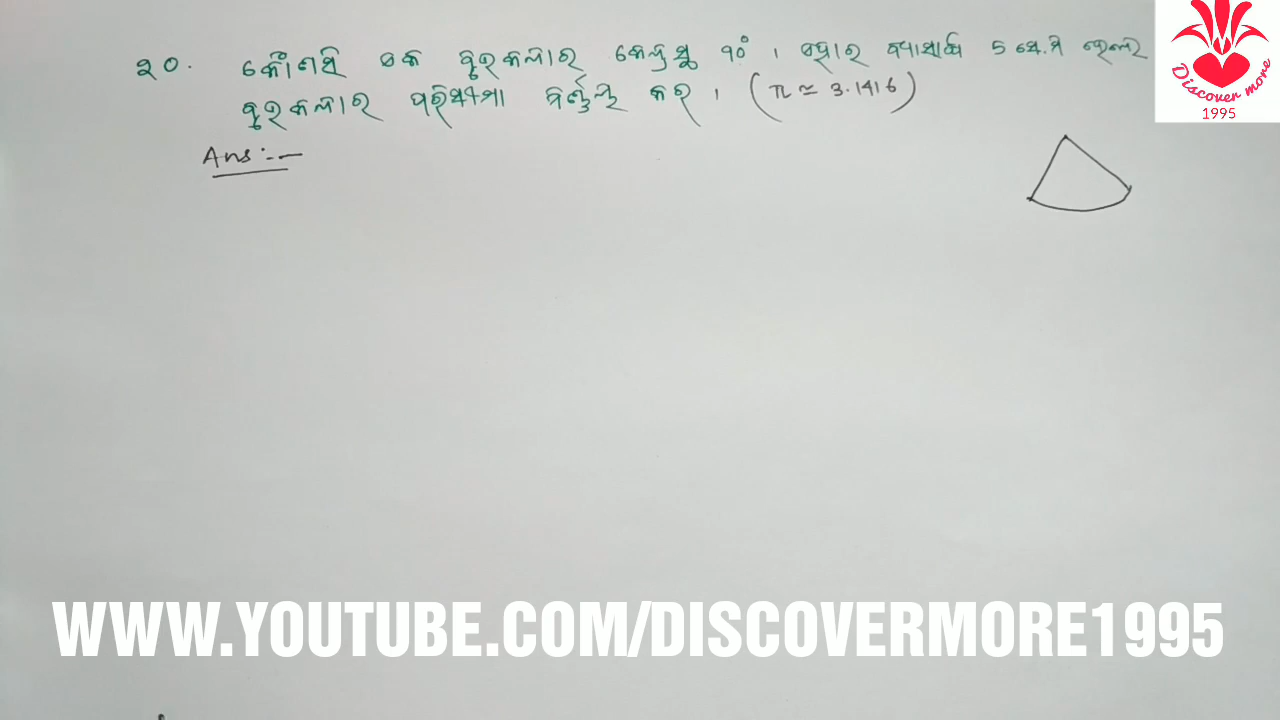 ୨୦. କୌଣସି ଏକ ବୃତ୍ତକଳାର କେନ୍ଦ୍ରସ୍ଥ ୩୦° । ଏହାର ବ୍ୟାସାର୍ଦ୍ଧ 5 ସେ.ମି ହେଲେ
ବୃତ୍ତକଳାର ପରିସୀମା ନିର୍ଣ୍ଣୟ କର । (π ≃ 3.1416)
Ans :-
Discover more
1995
WWW.YOUTUBE.COM/DISCOVERMORE1995